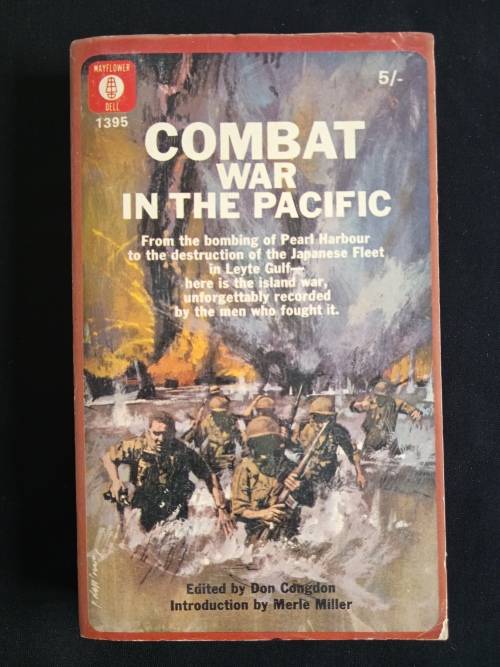 MAYFLOWER
DELL
1395
5/-
COMBAT
WAR
IN THE PACIFIC
From the bombing of Pearl Harbour
to the destruction of the Japanese Fleet
in Leyte Gulf—
here is the island war,
unforgettably recorded
by the men who fought it.
Edited by Don Congdon
Introduction by Merle Miller